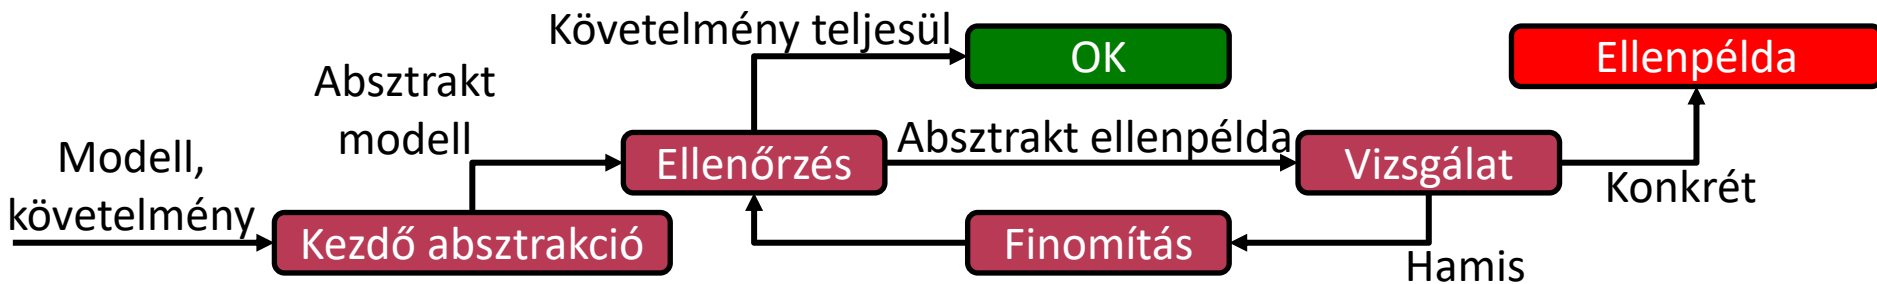 Modell,
követelmény
Kezdő absztrakció
Absztrakt
modell
Ellenőrzés
Követelmény teljesül
OK
Absztrakt ellenpélda
Vizsgálat
Konkrét
Ellenpélda
Hamis
Finomítás